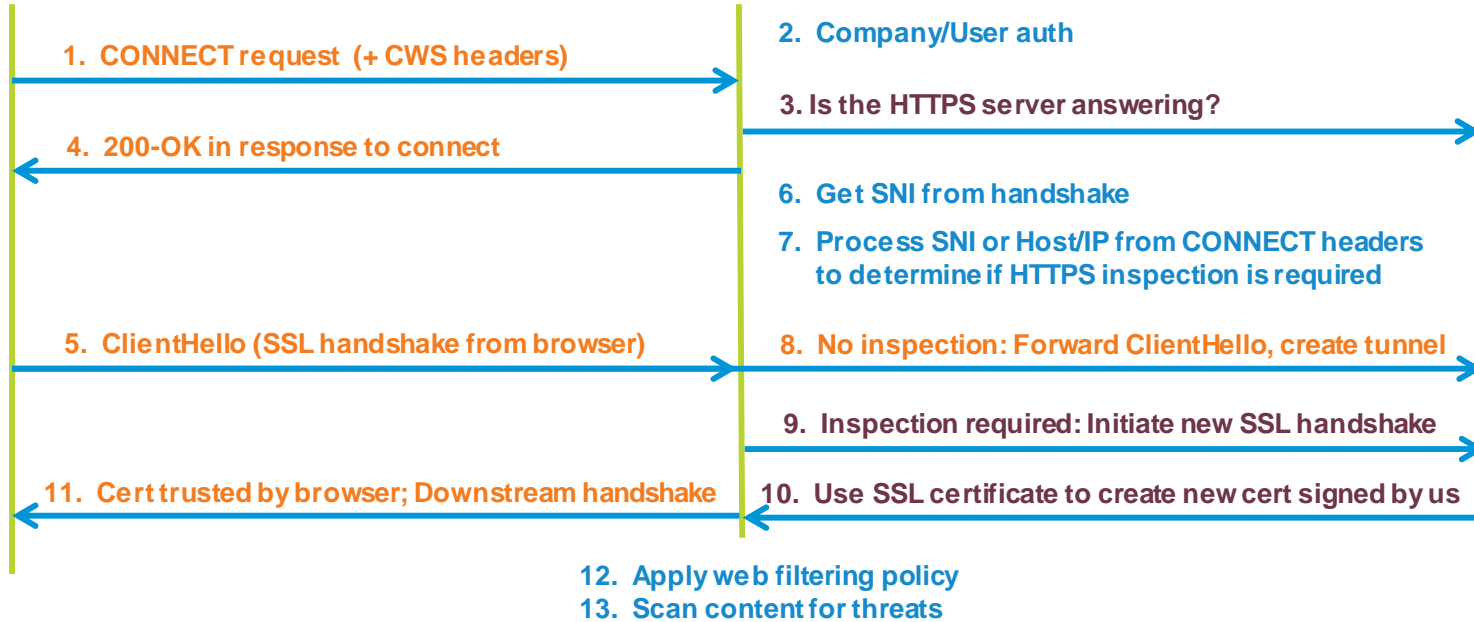 1. CONNECT request (+ CWS headers)
2. Company/User auth
3. Is the HTTPS server answering?
4. 200-OK in response to connect
6. Get SNI from handshake
7. Process SNI or Host/IP from CONNECT headers
to determine if HTTPS inspection is required
5. ClientHello (SSL handshake from browser)
8. No inspection: Forward ClientHello, create tunnel
9. Inspection required: Initiate new SSL handshake
11. Cert trusted by browser; Downstream handshake
10. Use SSL certificate to create new cert signed by us
12. Apply web filtering policy
13. Scan content for threats